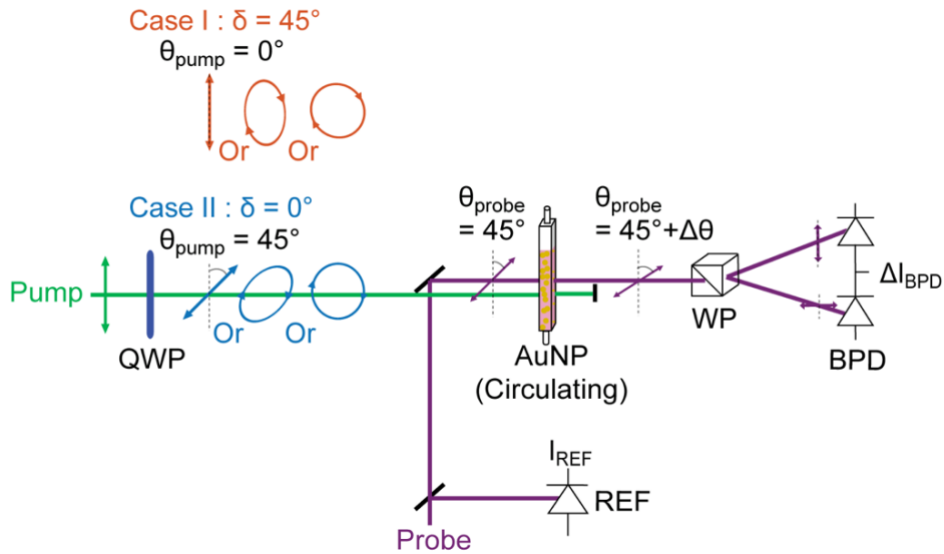 Case I : δ = 45°
θpump = 0°
Or Or
Case II : δ = 0°
θpump = 45°
Or Or
Pump
QWP
θprobe
= 45°
θprobe
= 45°+Δθ
AuNP
(Circulating)
WP
ΔIBPD
BPD
IREF
REF
Probe